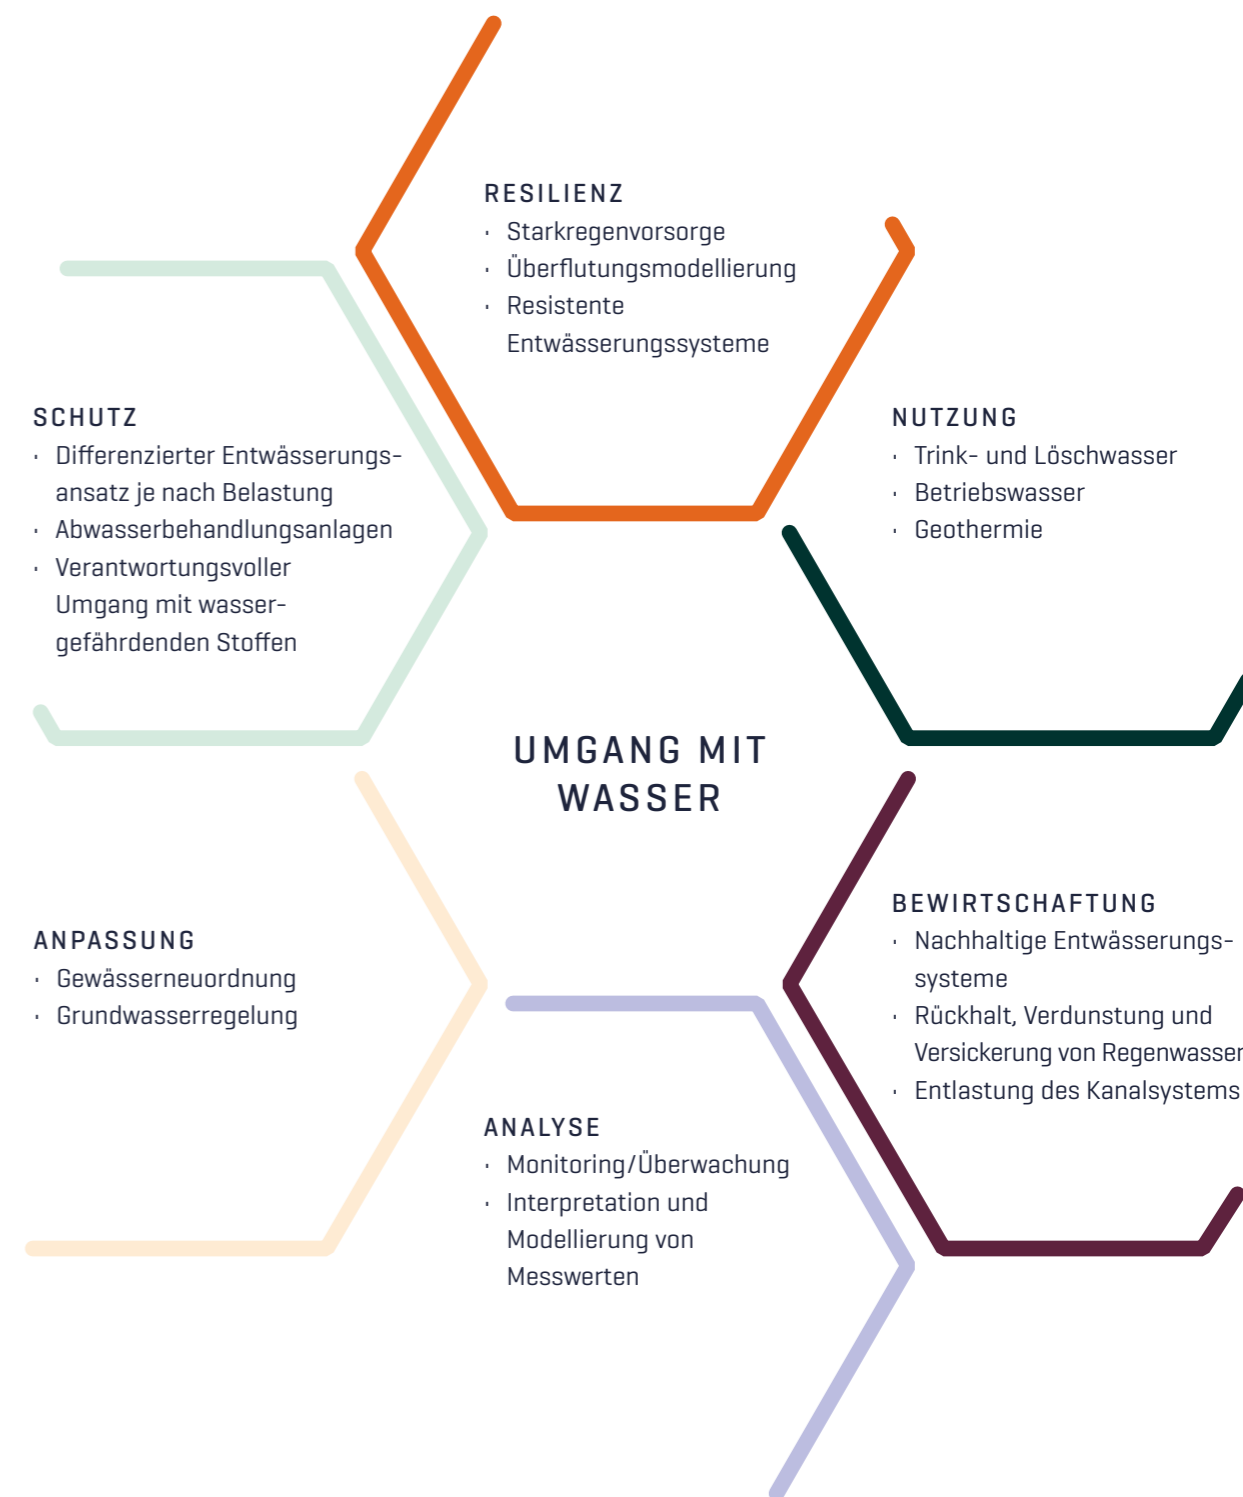 RESILIENZ
· Starkregenvorsorge
· Überflutungsmodellierung
· Resistente
Entwässerungssysteme
SCHUTZ
· Differenzierter Entwässerungs-
ansatz je nach Belastung
· Abwasserbehandlungsanlagen
· Verantwortungsvoller
Umgang mit wasser-
gefährdenden Stoffen
NUTZUNG
· Trink- und Löschwasser
· Betriebswasser
· Geothermie
UMGANG MIT
WASSER
ANPASSUNG
· Gewässerneuordnung
· Grundwasserregelung
BEWIRTSCHAFTUNG
· Nachhaltige Entwässerungs-
systeme
· Rückhalt, Verdunstung und
Versickerung von Regenwasser
· Entlastung des Kanalsystems
ANALYSE
· Monitoring/Überwachung
· Interpretation und
Modellierung von
Messwerten